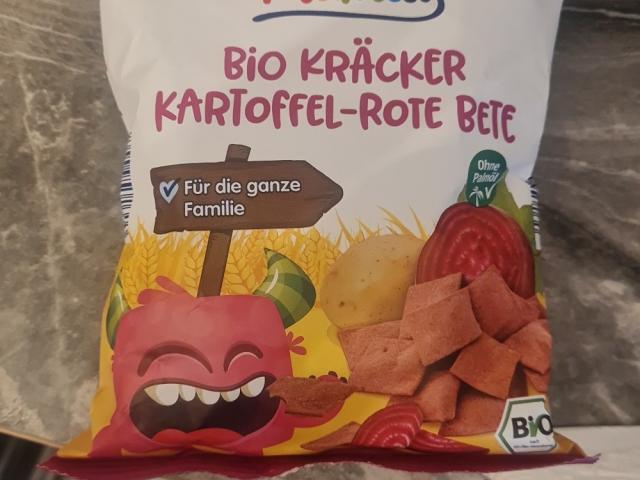 BIO KRÄCKER
KARTOFFEL-ROTE BETE
Ohne
Palmöl
Für die ganze
Familie
BIO